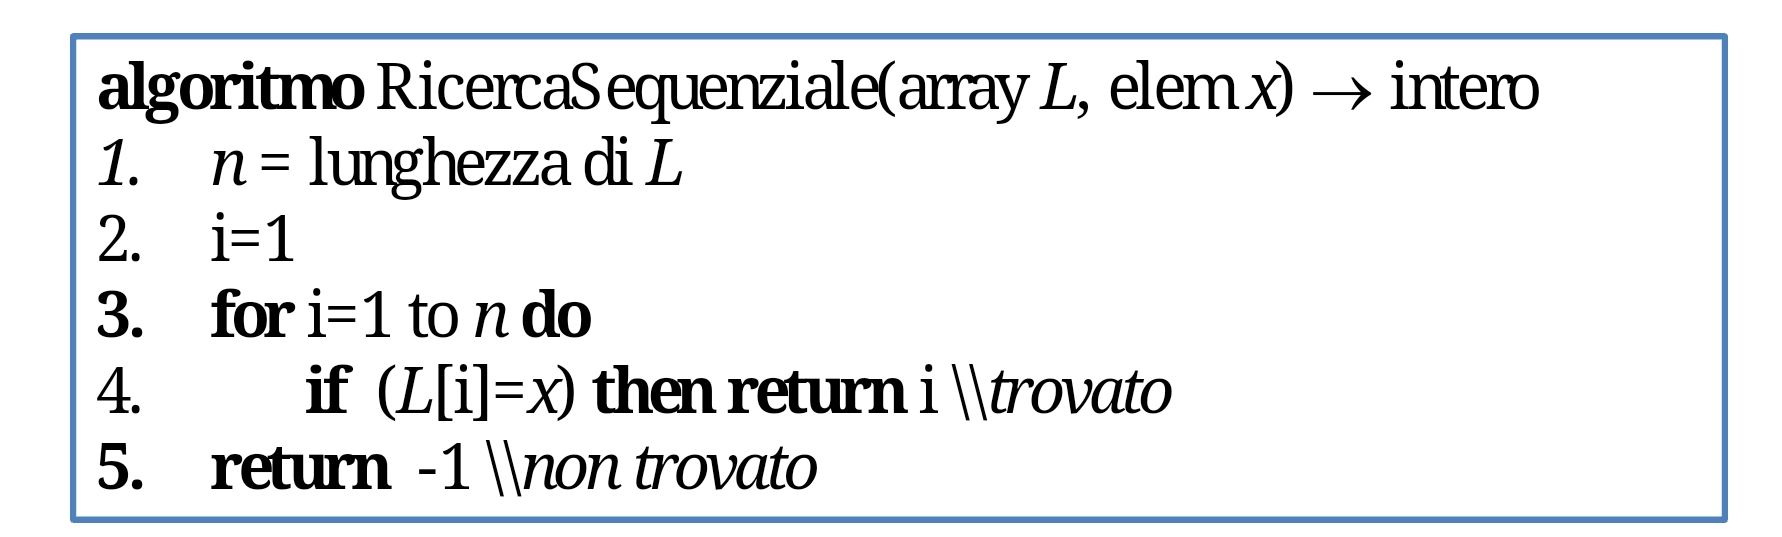 algoritmo RicercaSequenziale(array L, elem x) → intero
1. n = lunghezza di L
2. i=1
3. for i=1 to n do
4. if (L[i]=x) then return i \\trovato
5. return -1 \\non trovato